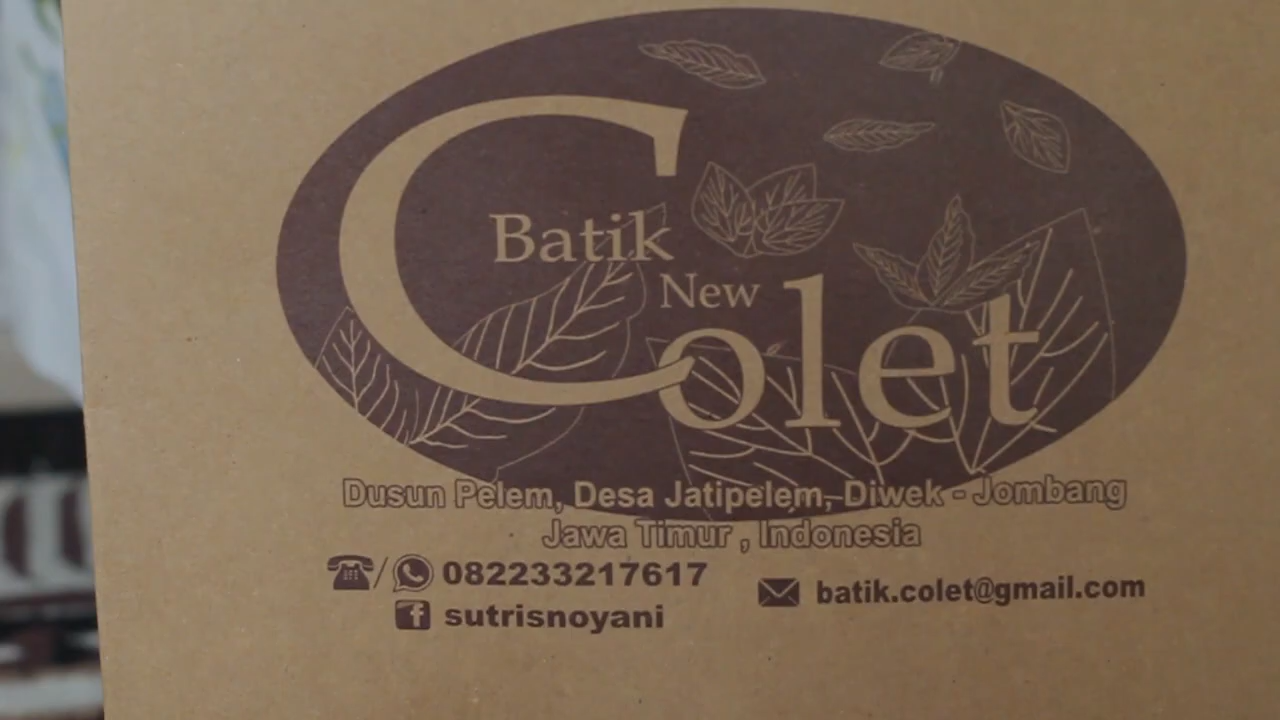 Batik
New
Colet
Dusun Pelem, Desa Jatipelem, Diwek - Jombang
Jawa Timur , Indonesia
/ 082233217617
batik.colet@gmail.com
sutrisnoyani